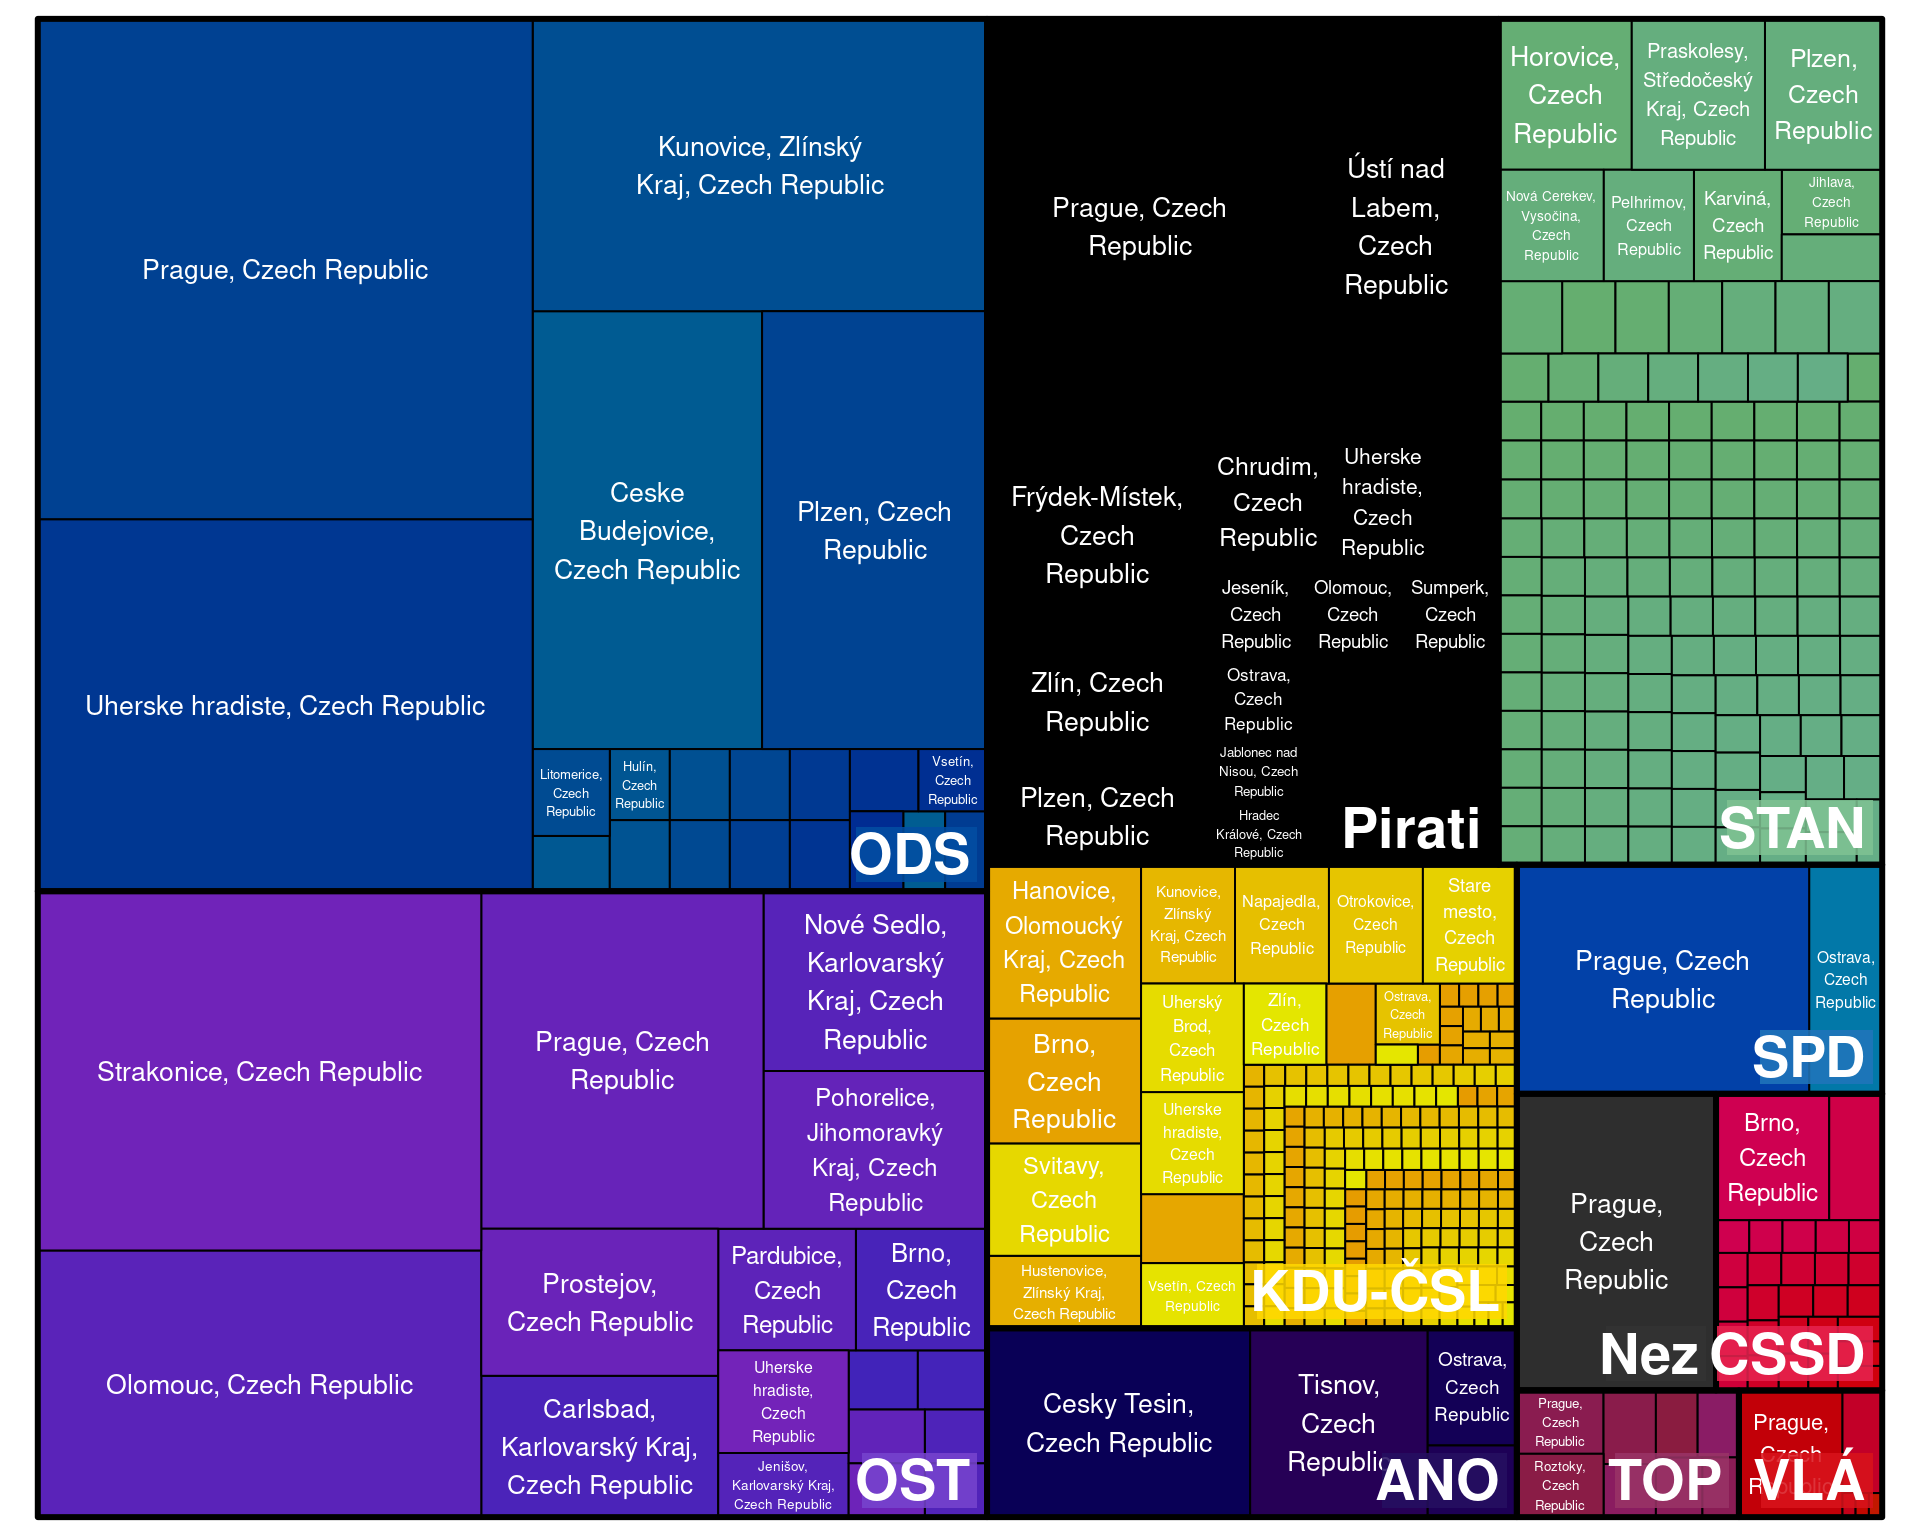 Prague, Czech Republic
Uherske hradiste, Czech Republic
Kunovice, Zlínský
Kraj, Czech Republic
Ceske
Budejovice,
Czech Republic
Plzen, Czech
Republic
Litomerice,
Czech
Republic
Hulín,
Czech
Republic
Vsetín,
Czech
Republic
ODS
Prague, Czech
Republic
Ústí nad
Labem,
Czech
Republic
Frýdek-Místek,
Czech
Republic
Chrudim,
Czech
Republic
Uherske
hradiste,
Czech
Republic
Jeseník,
Czech
Republic
Olomouc,
Czech
Republic
Sumperk,
Czech
Republic
Zlín, Czech
Republic
Ostrava,
Czech
Republic
Jablonec nad
Nisou, Czech
Republic
Plzen, Czech
Republic
Hradec
Králové, Czech
Republic
Pirati
Horovice,
Czech
Republic
Praskolesy,
Středočeský
Kraj, Czech
Republic
Plzen,
Czech
Republic
Nová Cerekev,
Vysočina,
Czech
Republic
Pelhrimov,
Czech
Republic
Karviná,
Czech
Republic
Jihlava,
Czech
Republic
STAN
Strakonice, Czech Republic
Olomouc, Czech Republic
Prague, Czech
Republic
Nové Sedlo,
Karlovarský
Kraj, Czech
Republic
Pohorelice,
Jihomoravký
Kraj, Czech
Republic
Prostejov,
Czech Republic
Carlsbad,
Karlovarský Kraj,
Czech Republic
Pardubice,
Czech
Republic
Brno,
Czech
Republic
Uherske
hradiste,
Czech
Republic
Jenišov,
Karlovarský Kraj,
Czech Republic
OST
Hanovice,
Olomoucký
Kraj, Czech
Republic
Brno,
Czech
Republic
Svitavy,
Czech
Republic
Hustenovice,
Zlínský Kraj,
Czech Republic
Kunovice,
Zlínský
Kraj, Czech
Republic
Napajedla,
Czech
Republic
Otrokovice,
Czech
Republic
Stare
mesto,
Czech
Republic
Uherský
Brod,
Czech
Republic
Zlín,
Czech
Republic
Ostrava,
Czech
Republic
Uherske
hradiste,
Czech
Republic
Vsetín, Czech
Republic
KDU-ČSL
Cesky Tesin,
Czech Republic
Tisnov,
Czech
Republic
Ostrava,
Czech
Republic
ANO
Prague, Czech
Republic
Ostrava,
Czech
Republic
SPD
Prague,
Czech
Republic
Nez
Brno,
Czech
Republic
CSSD
Prague,
Czech
Republic
Roztoky,
Czech
Republic
TOP
Prague,
Czech
Republic
VLÁ